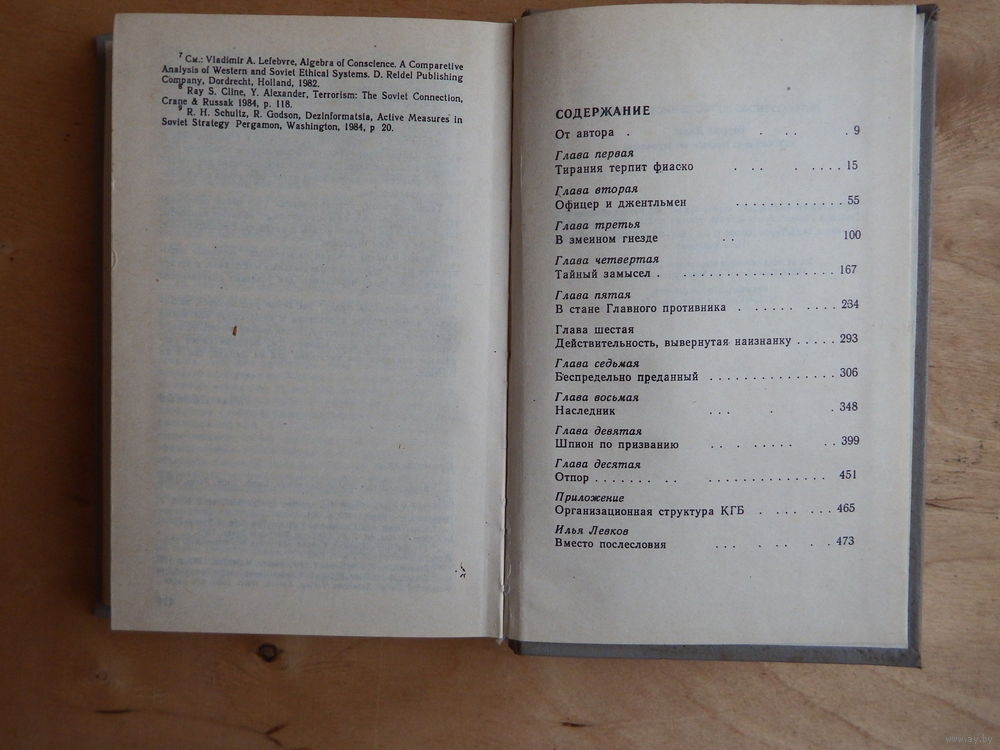 ⁷ См.: Vladimir A. Lefebvre, Algebra of Conscience. A Comparetive
Analysis of Western and Soviet Ethical Systems. D. Reidel Publishing
Company, Dordrecht, Holland, 1982.
⁸ Ray S. Cline, Y. Alexander, Terrorism: The Soviet Connection,
Crane & Russak 1984, p. 118.
⁹ R. H. Schultz, R. Godson, Dezinformatsia, Active Measures in
Soviet Strategy Pergamon, Washington, 1984, p 20.
СОДЕРЖАНИЕ
От автора . . . . . 9
Глава первая
Тирания терпит фиаско . . . . . . . . 15
Глава вторая
Офицер и джентльмен . . . . . . . . . . . . . 55
Глава третья
В змеином гнезде . . 100
Глава четвертая
Тайный замысел . . . . . . . . . . . . . . . . . . . . 167
Глава пятая
В стане Главного противника . . . . . . . . . . 234
Глава шестая
Действительность, вывернутая наизнанку . . . . . 293
Глава седьмая
Беспредельно преданный . . . . . . . . . . . . . . . . 306
Глава восьмая
Наследник . . . . . 348
Глава девятая
Шпион по призванию . . . . . . . . . 399
Глава десятая
Отпор . . . . . . . . . . . . . . . . . . . . . . . . 451
Приложение
Организационная структура КГБ . . . . . . . . 465
Илья Левков
Вместо послесловия . . . . . . . . . 473
www.ay.by